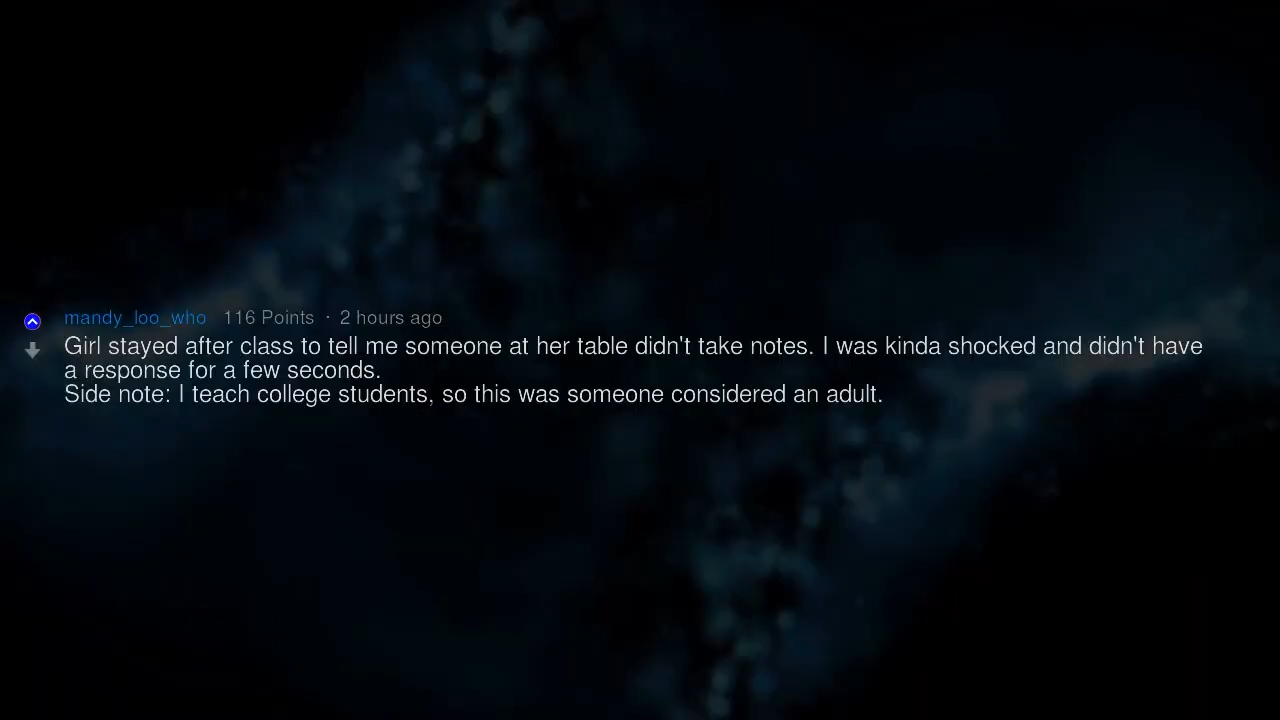 mandy_loo_who 116 Points · 2 hours ago
Girl stayed after class to tell me someone at her table didn't take notes. I was kinda shocked and didn't have
a response for a few seconds.
Side note: I teach college students, so this was someone considered an adult.